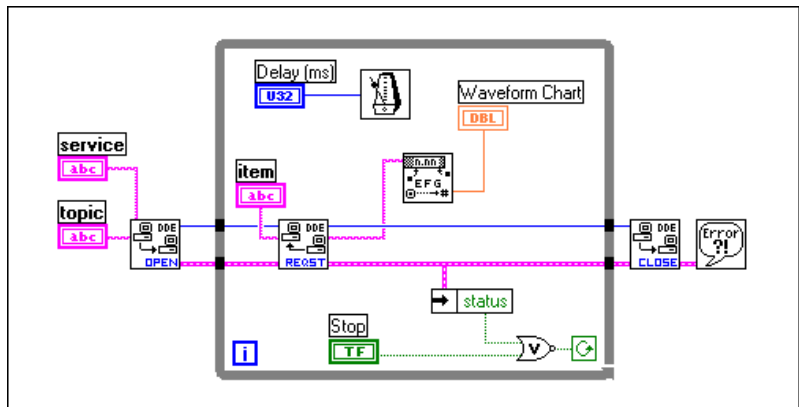 Delay (ms)
U32
Waveform Chart
DBL
service
abc
item
abc
n.nn
EFG
#
topic
abc
DDE
OPEN
DDE
REQST
DDE
CLOSE
Error
?!
status
Stop
TF
V
i